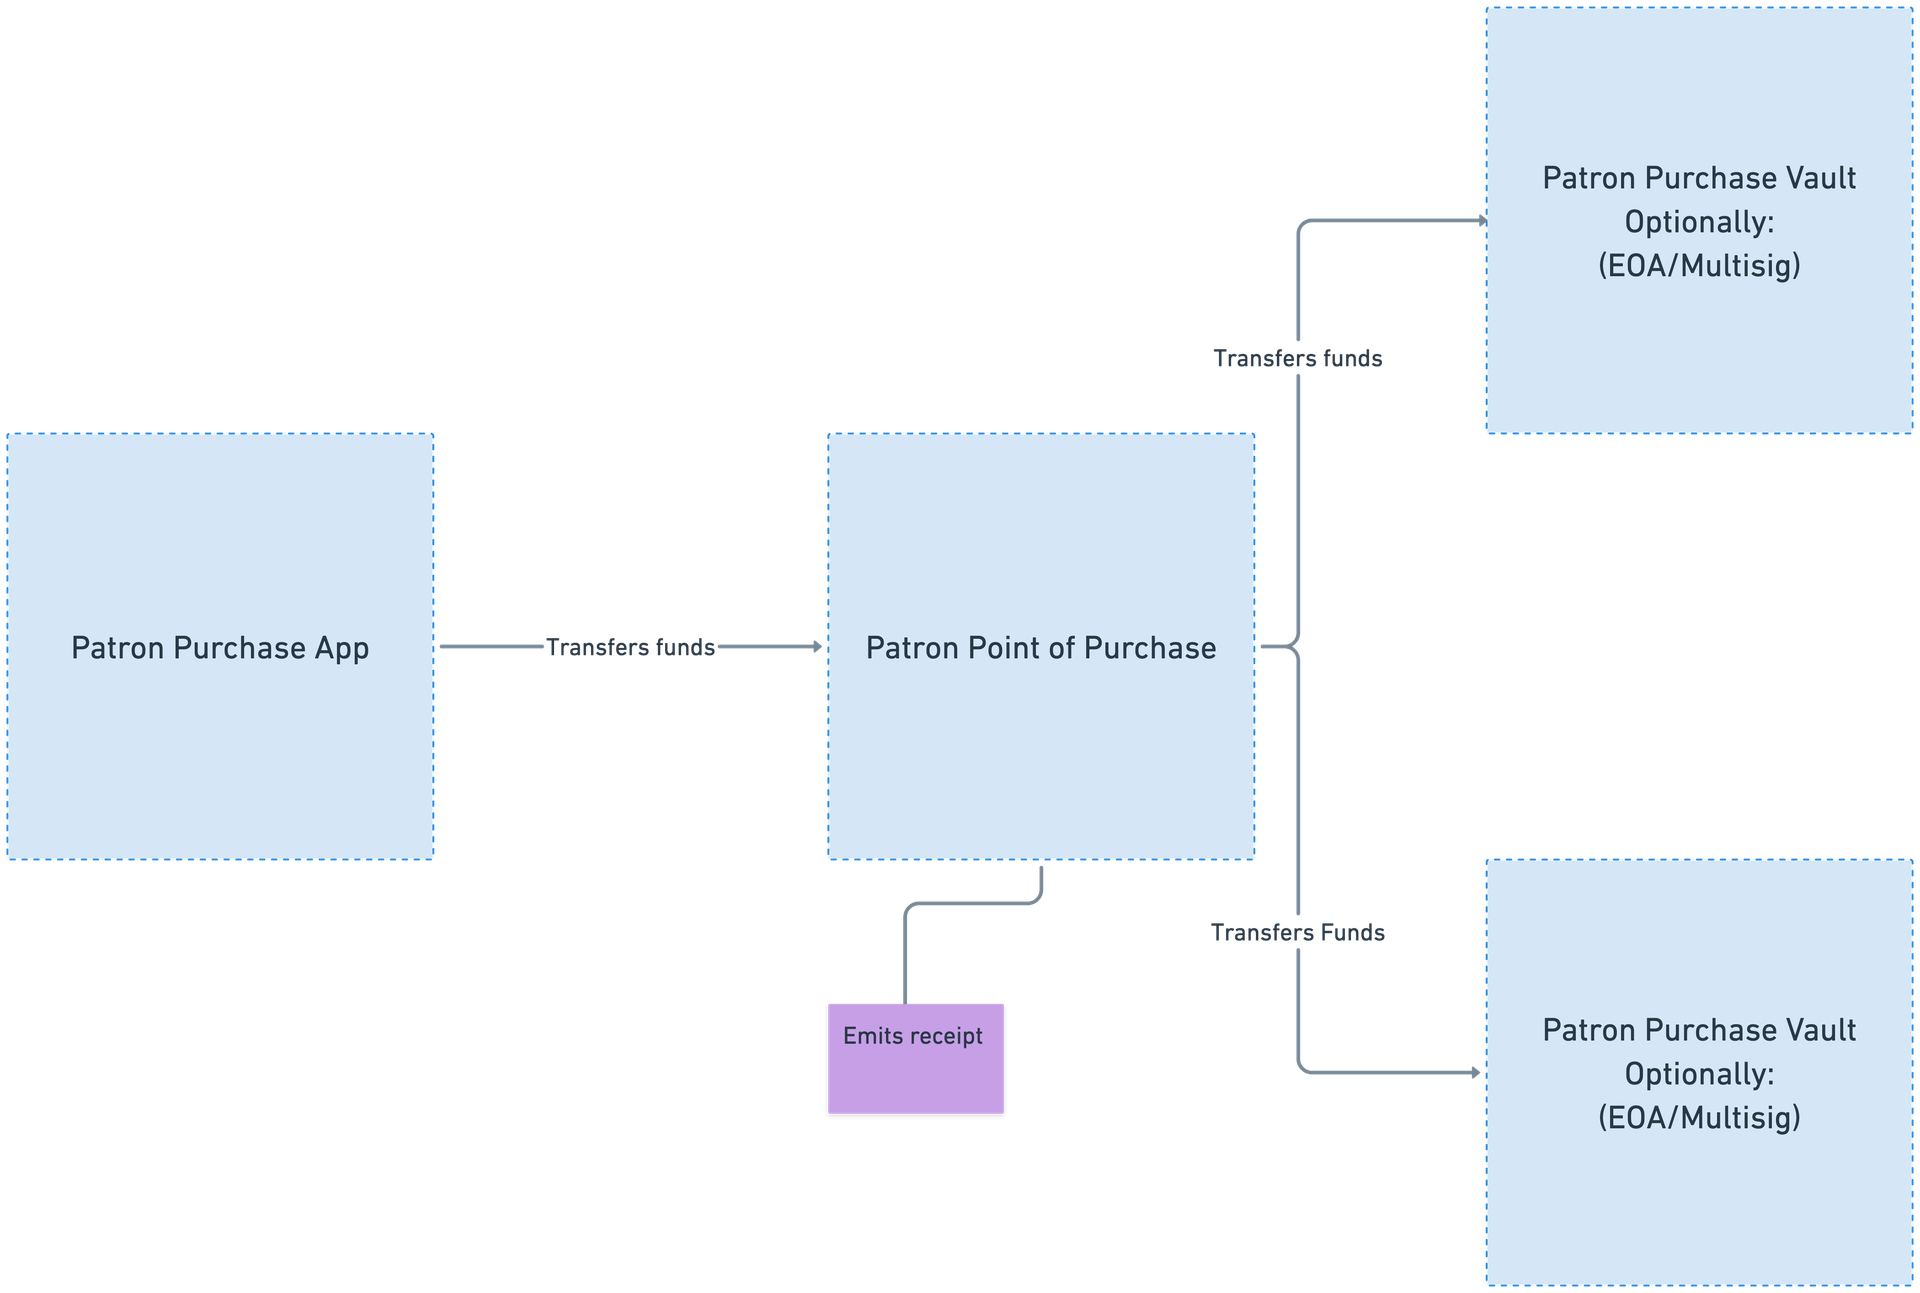 Patron Purchase Vault
Optionally:
(EOA/Multisig)
Transfers funds
Patron Purchase App
Transfers funds
Patron Point of Purchase
Transfers Funds
Emits receipt
Patron Purchase Vault
Optionally:
(EOA/Multisig)